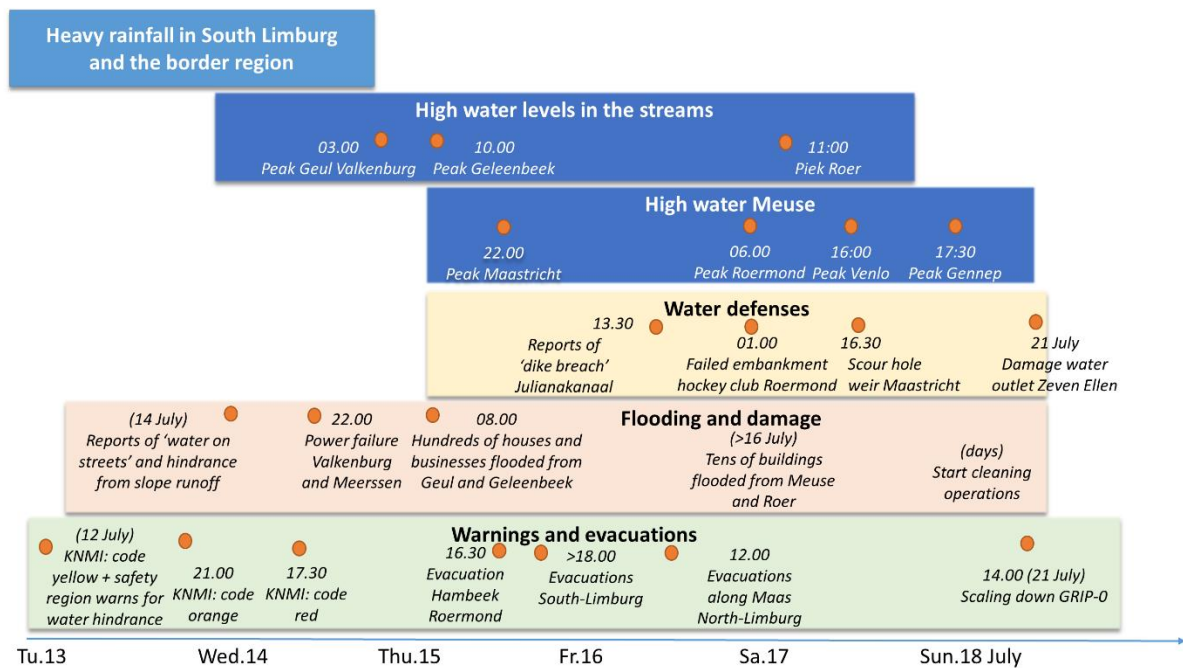 Heavy rainfall in South Limburg
and the border region
High water levels in the streams
03.00
Peak Geul Valkenburg
10.00
Peak Geleenbeek
11:00
Piek Roer
High water Meuse
22.00
Peak Maastricht
06.00
Peak Roermond
16:00
Peak Venlo
17:30
Peak Gennep
Water defenses
13.30
Reports of
‘dike breach’
Julianakanaal
01.00
Failed embankment
hockey club Roermond
16.30
Scour hole
weir Maastricht
21 July
Damage water
outlet Zeven Ellen
Flooding and damage
(14 July)
Reports of ‘water on
streets’ and hindrance
from slope runoff
22.00
Power failure
Valkenburg
and Meerssen
08.00
Hundreds of houses and
businesses flooded from
Geul and Geleenbeek
(>16 July)
Tens of buildings
flooded from Meuse
and Roer
(days)
Start cleaning
operations
Warnings and evacuations
(12 July)
KNMI: code
yellow + safety
region warns for
water hindrance
21.00
KNMI: code
orange
17.30
KNMI: code
red
16.30
Evacuation
Hambeek
Roermond
>18.00
Evacuations
South-Limburg
12.00
Evacuations
along Maas
North-Limburg
14.00 (21 July)
Scaling down GRIP-0
Tu.13
Wed.14
Thu.15
Fr.16
Sa.17
Sun.18 July